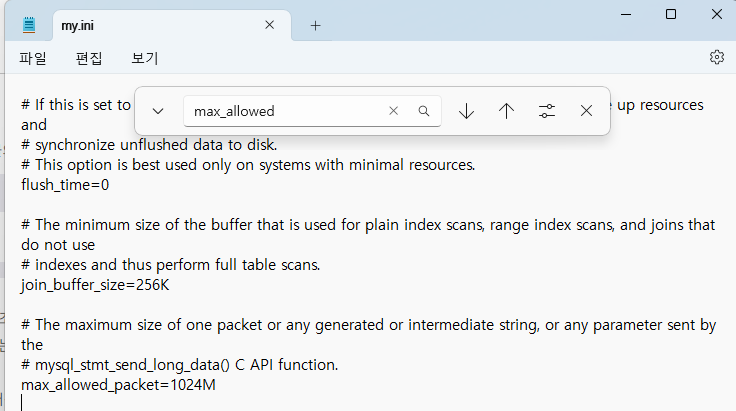 my.ini
파일 편집 보기
max_allowed
# If this is set to
up resources
and
# synchronize unflushed data to disk.
# This option is best used only on systems with minimal resources.
flush_time=0
# The minimum size of the buffer that is used for plain index scans, range index scans, and joins that
do not use
# indexes and thus perform full table scans.
join_buffer_size=256K
# The maximum size of one packet or any generated or intermediate string, or any parameter sent by
the
# mysql_stmt_send_long_data() C API function.
max_allowed_packet=1024M